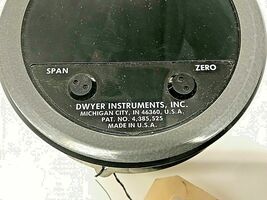 SPAN ZERO
DWYER INSTRUMENTS, INC.
MICHIGAN CITY, IN 46360, U.S.A.
PAT. NO. 4,385,525
MADE IN U.S.A.